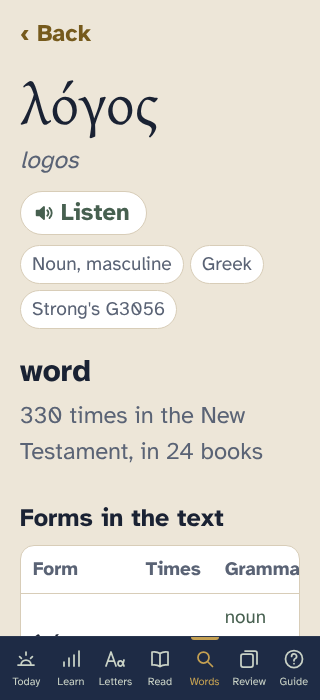 ‹ Back
λόγος
logos
Listen
Noun, masculine
Greek
Strong's G3056
word
330 times in the New
Testament, in 24 books
Forms in the text
Form Times Gramma
noun
Aα
Today Learn Letters Read Words Review Guide